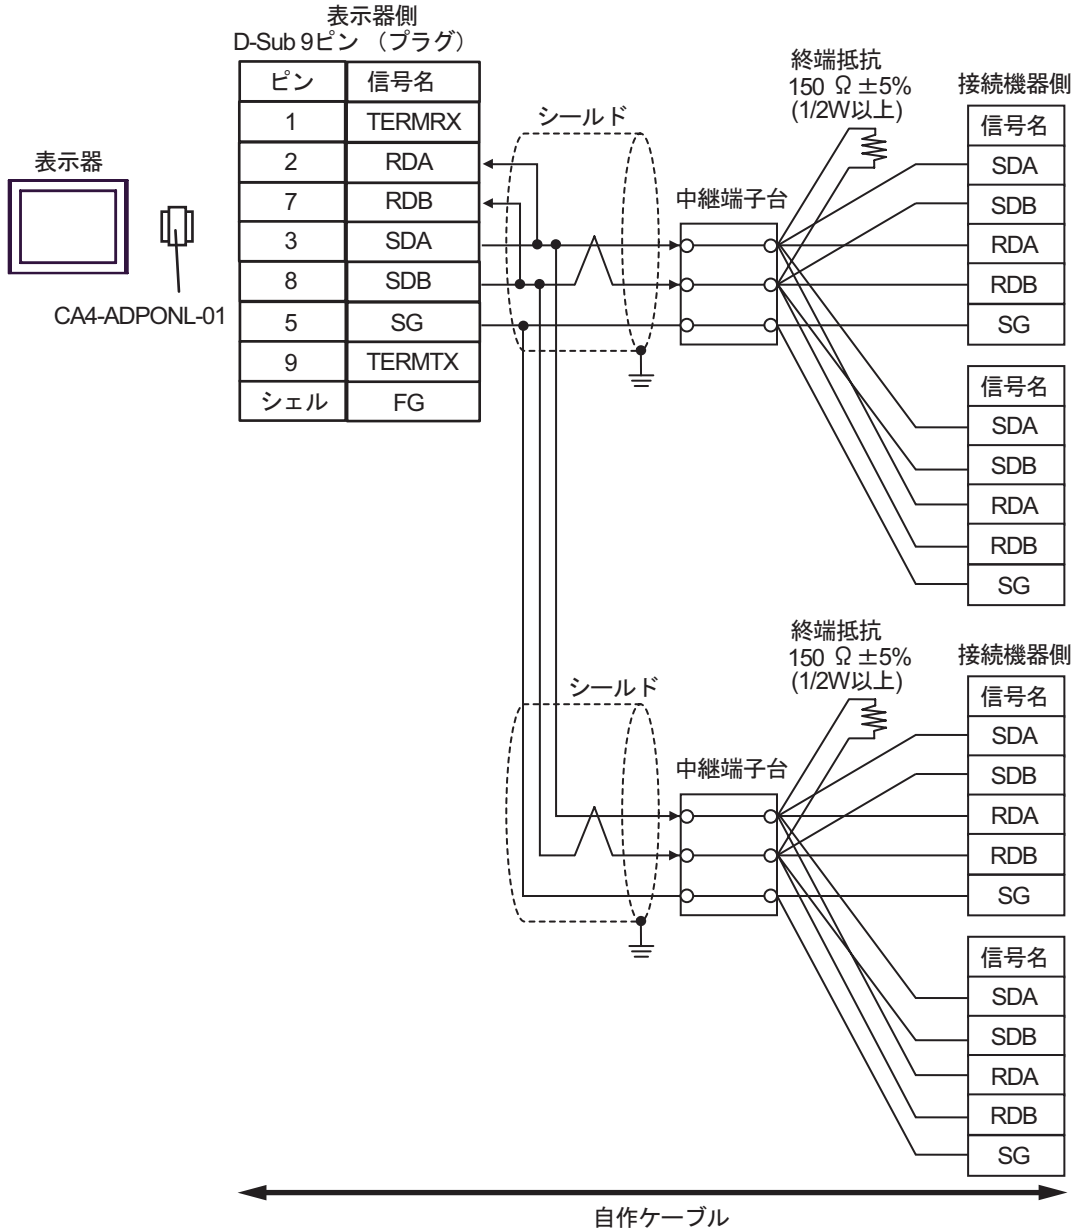 表示器側
D-Sub 9ピン （プラグ）
ピン 信号名
1 TERMRX
2 RDA
7 RDB
3 SDA
8 SDB
5 SG
9 TERMTX
シェル FG
表示器
CA4-ADPONL-01
シールド
中継端子台
終端抵抗
150 Ω ±5%
(1/2W以上)
接続機器側
信号名
SDA
SDB
RDA
RDB
SG
信号名
SDA
SDB
RDA
RDB
SG
シールド
中継端子台
終端抵抗
150 Ω ±5%
(1/2W以上)
接続機器側
信号名
SDA
SDB
RDA
RDB
SG
信号名
SDA
SDB
RDA
RDB
SG
自作ケーブル